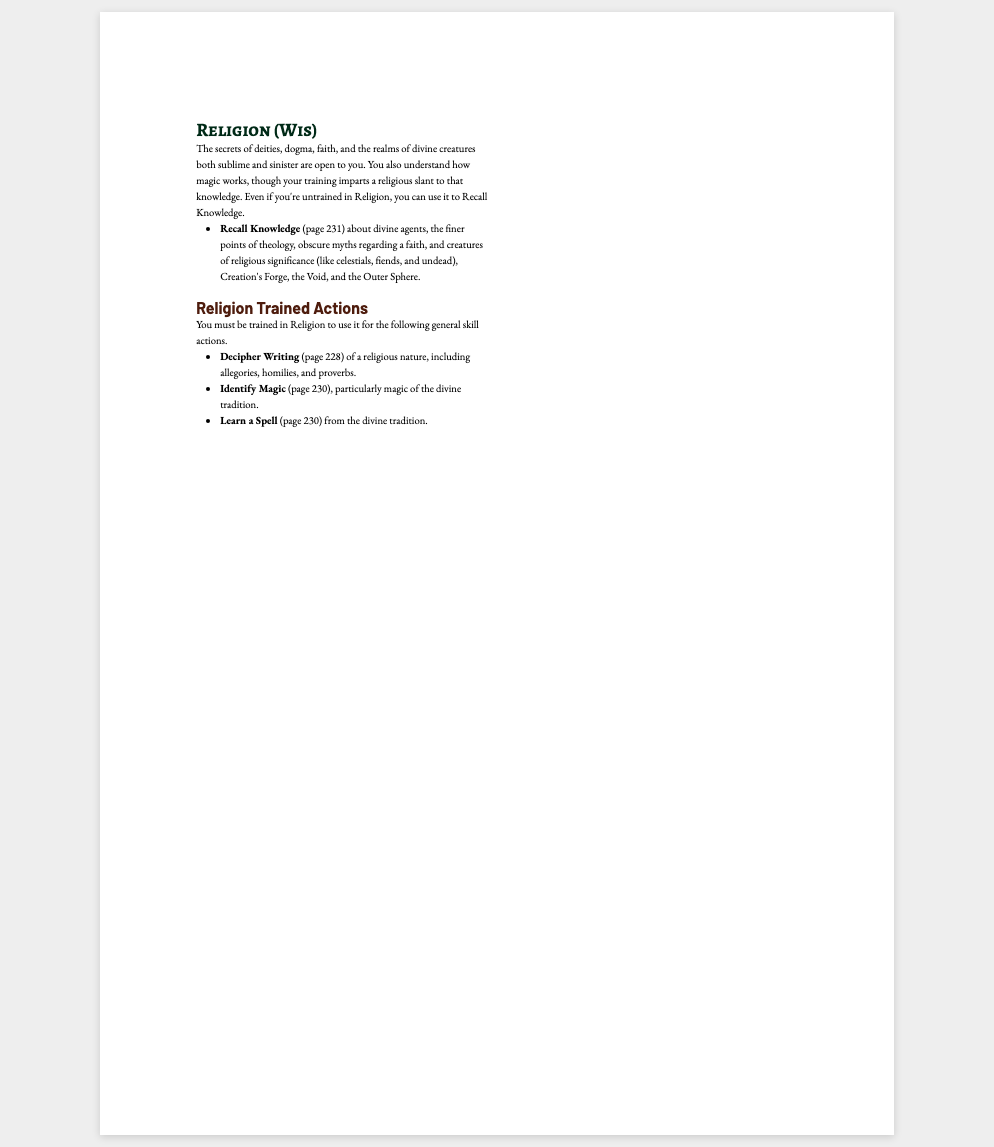 Religion (Wis)
The secrets of deities, dogma, faith, and the realms of divine creatures
both sublime and sinister are open to you. You also understand how
magic works, though your training imparts a religious slant to that
knowledge. Even if you're untrained in Religion, you can use it to Recall
Knowledge.
• Recall Knowledge (page 231) about divine agents, the finer
points of theology, obscure myths regarding a faith, and creatures
of religious significance (like celestials, fiends, and undead),
Creation's Forge, the Void, and the Outer Sphere.
Religion Trained Actions
You must be trained in Religion to use it for the following general skill
actions.
• Decipher Writing (page 228) of a religious nature, including
allegories, homilies, and proverbs.
• Identify Magic (page 230), particularly magic of the divine
tradition.
• Learn a Spell (page 230) from the divine tradition.